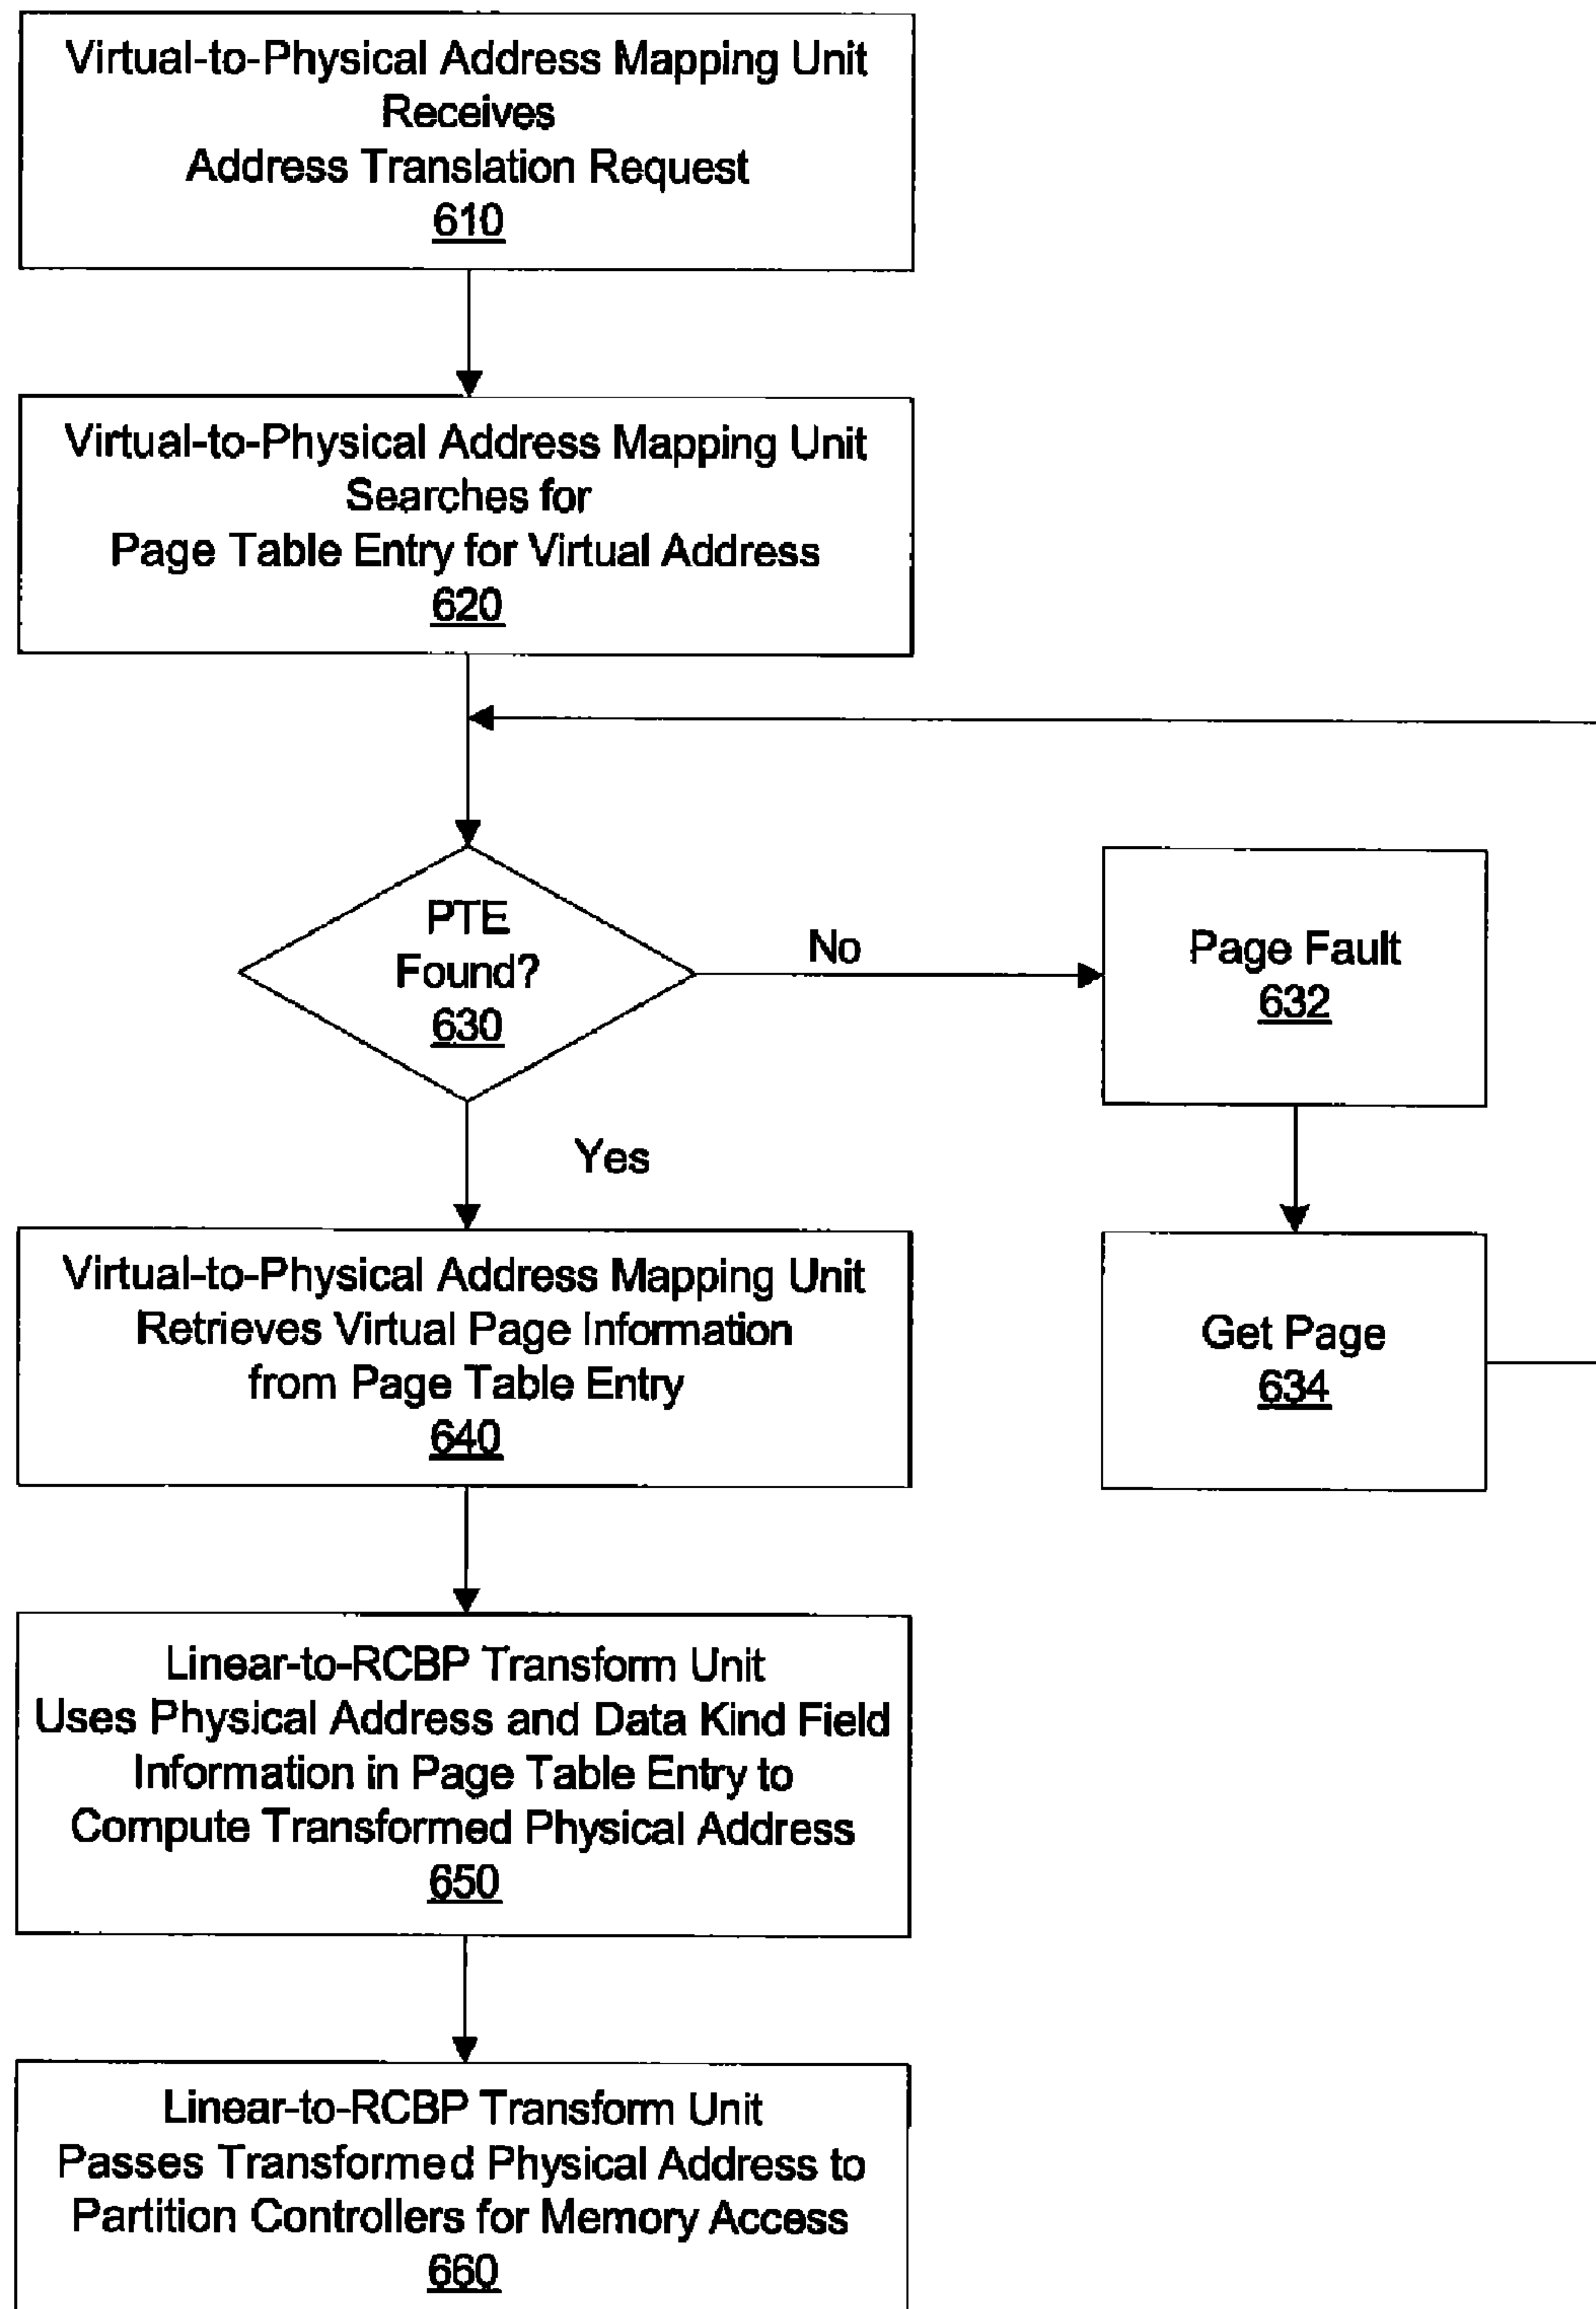 Virtual-to-Physical Address Mapping Unit
Receives
Address Translation Request
610
Virtual-to-Physical Address Mapping Unit
Searches for
Page Table Entry for Virtual Address
620
PTE
Found?
630
No
Page Fault
632
Yes
Get Page
634
Virtual-to-Physical Address Mapping Unit
Retrieves Virtual Page Information
from Page Table Entry
640
Linear-to-RCBP Transform Unit
Uses Physical Address and Data Kind Field
Information in Page Table Entry to
Compute Transformed Physical Address
650
Linear-to-RCBP Transform Unit
Passes Transformed Physical Address to
Partition Controllers for Memory Access
660